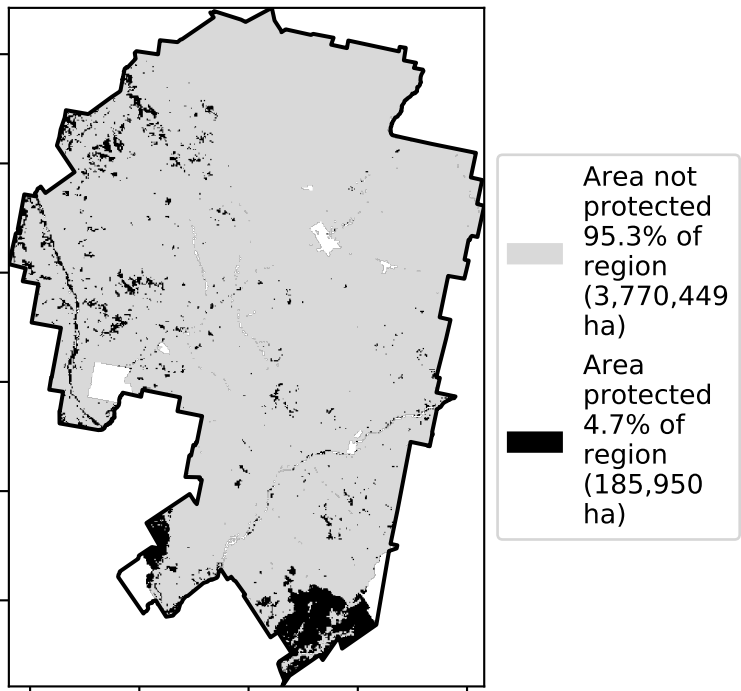 Area not
protected
95.3% of
region
(3,770,449
ha)
Area
protected
4.7% of
region
(185,950
ha)